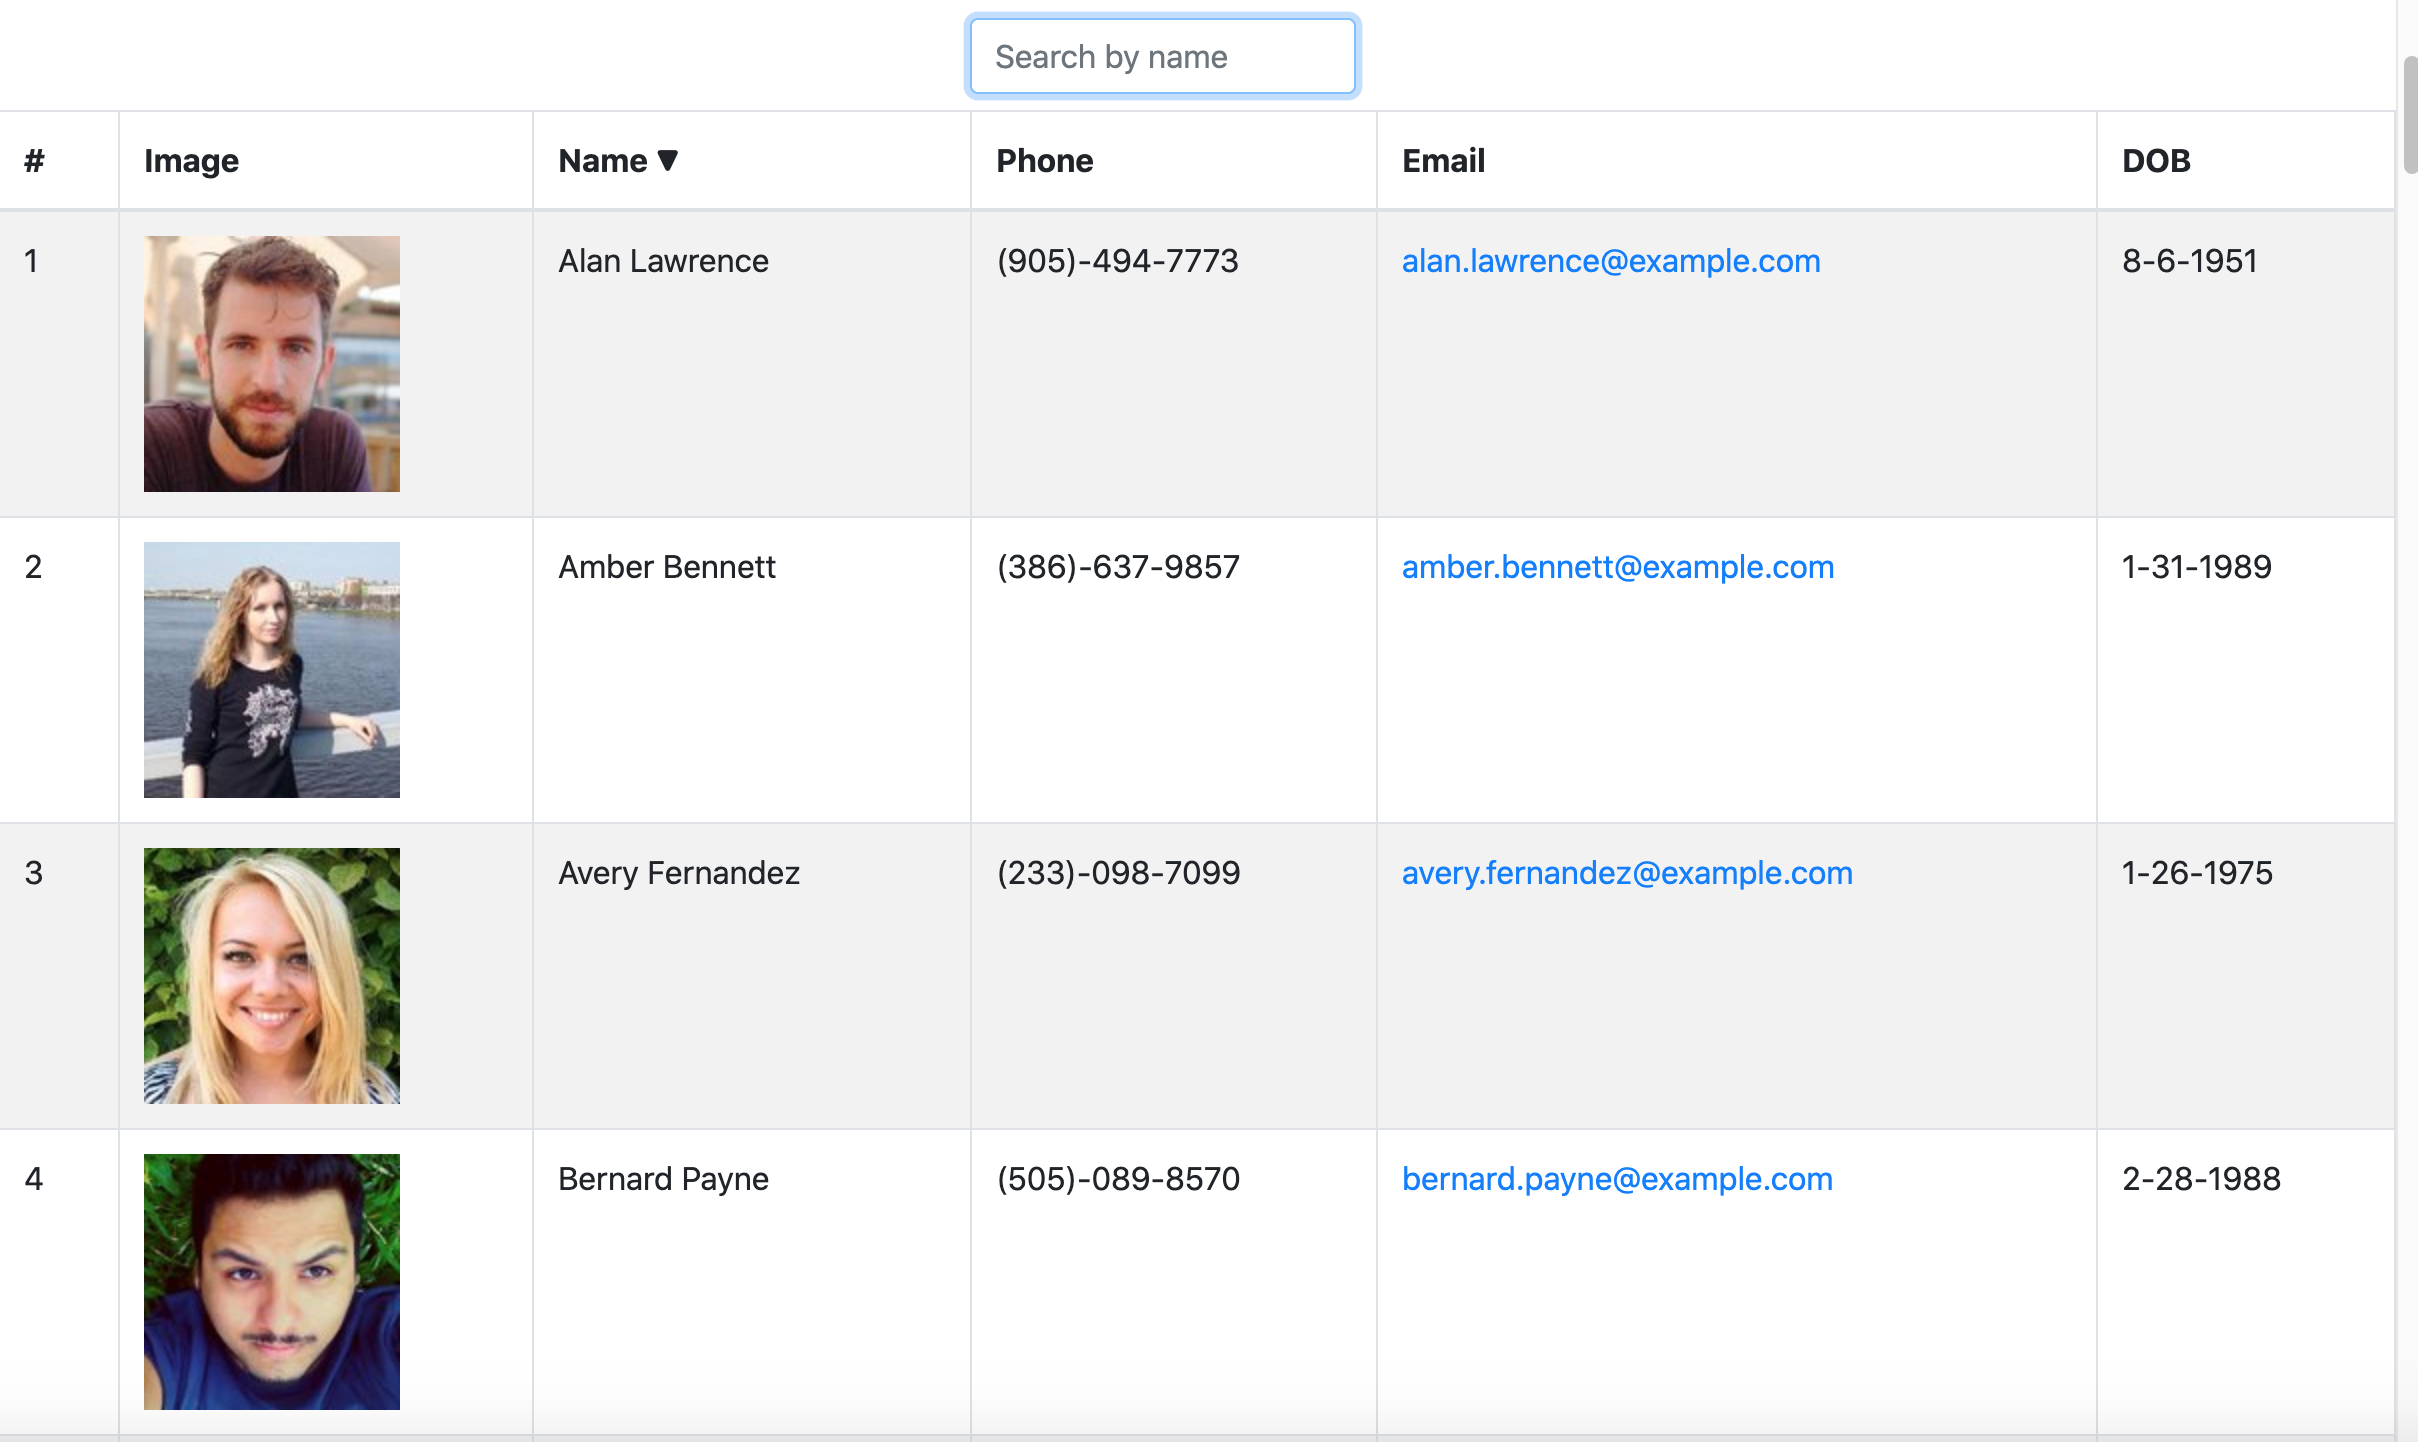 Search by name
# Image Name ▼ Phone Email DOB
1 Alan Lawrence (905)-494-7773 alan.lawrence@example.com 8-6-1951
2 Amber Bennett (386)-637-9857 amber.bennett@example.com 1-31-1989
3 Avery Fernandez (233)-098-7099 avery.fernandez@example.com 1-26-1975
4 Bernard Payne (505)-089-8570 bernard.payne@example.com 2-28-1988